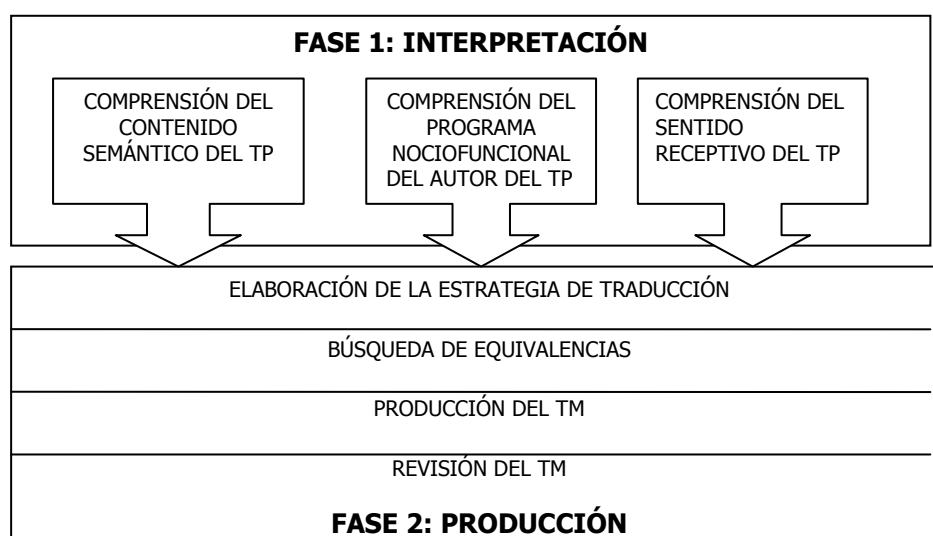 FASE 1: INTERPRETACIÓN
COMPRENSIÓN DEL
CONTENIDO
SEMÁNTICO DEL TP
COMPRENSIÓN DEL
PROGRAMA
NOCIOFUNCIONAL
DEL AUTOR DEL TP
COMPRENSIÓN DEL
SENTIDO
RECEPTIVO DEL TP
ELABORACIÓN DE LA ESTRATEGIA DE TRADUCCIÓN
BÚSQUEDA DE EQUIVALENCIAS
PRODUCCIÓN DEL TM
REVISIÓN DEL TM
FASE 2: PRODUCCIÓN